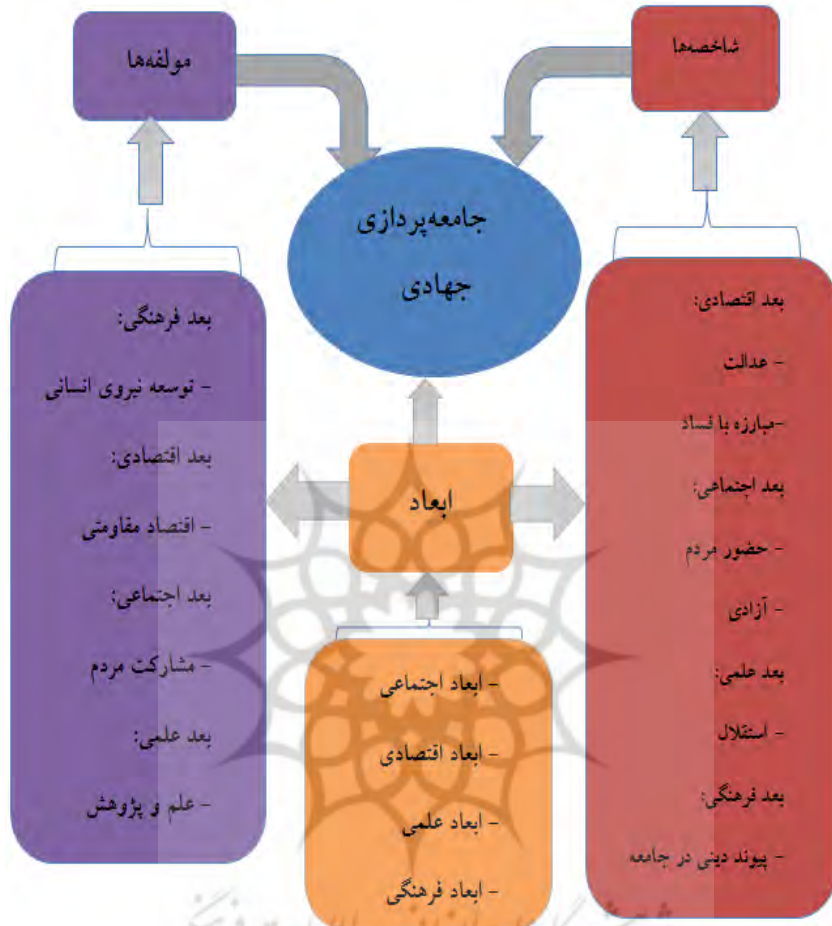 شاخصه‌ها
مولفه‌ها
جامعه‌پردازی
جهادی
بعد اقتصادی:
- عدالت
-مبارزه با فساد
بعد اجتماعی:
- حضور مردم
- آزادی
بعد علمی:
- استقلال
بعد فرهنگی:
- پیوند دینی در جامعه
ابعاد
- ابعاد اجتماعی
- ابعاد اقتصادی
- ابعاد علمی
- ابعاد فرهنگی
بعد فرهنگی:
- توسعه نیروی انسانی
بعد اقتصادی:
- اقتصاد مقاومتی
بعد اجتماعی:
- مشارکت مردم
بعد علمی:
- علم و پژوهش